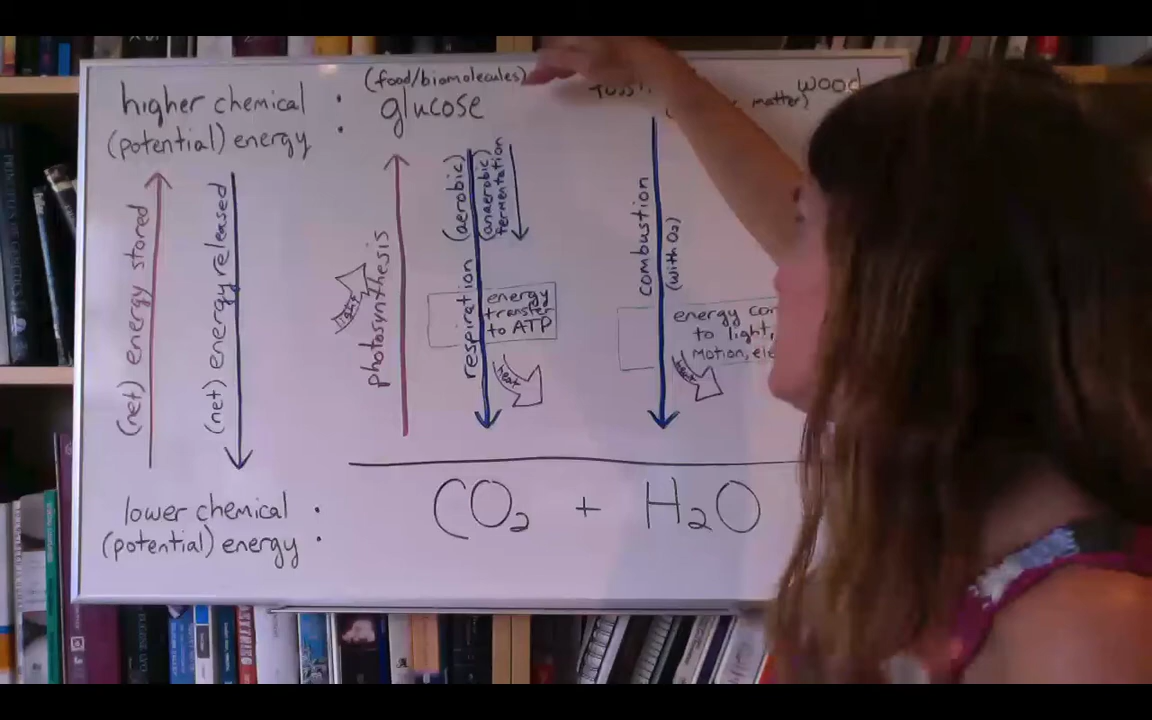 (food/biomolecules)
higher chemical : glucose
(potential) energy
wood
matter)
(net) energy stored
(net) energy released
light
photosynthesis
respiration (aerobic)
(anaerobic)
fermentation
energy
transfer
to ATP
heat
combustion
(with O₂)
energy
to light,
motion,
heat
CO₂ + H₂O
lower chemical :
(potential) energy